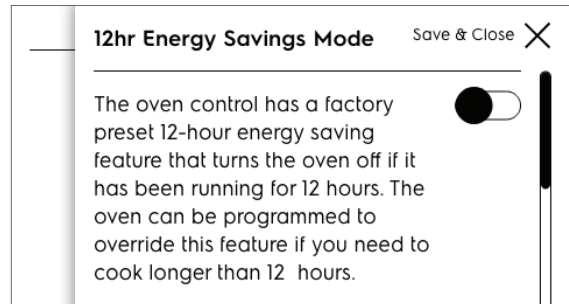 12hr Energy Savings Mode
Save & Close
The oven control has a factory
preset 12-hour energy saving
feature that turns the oven off if it
has been running for 12 hours. The
oven can be programmed to
override this feature if you need to
cook longer than 12  hours.